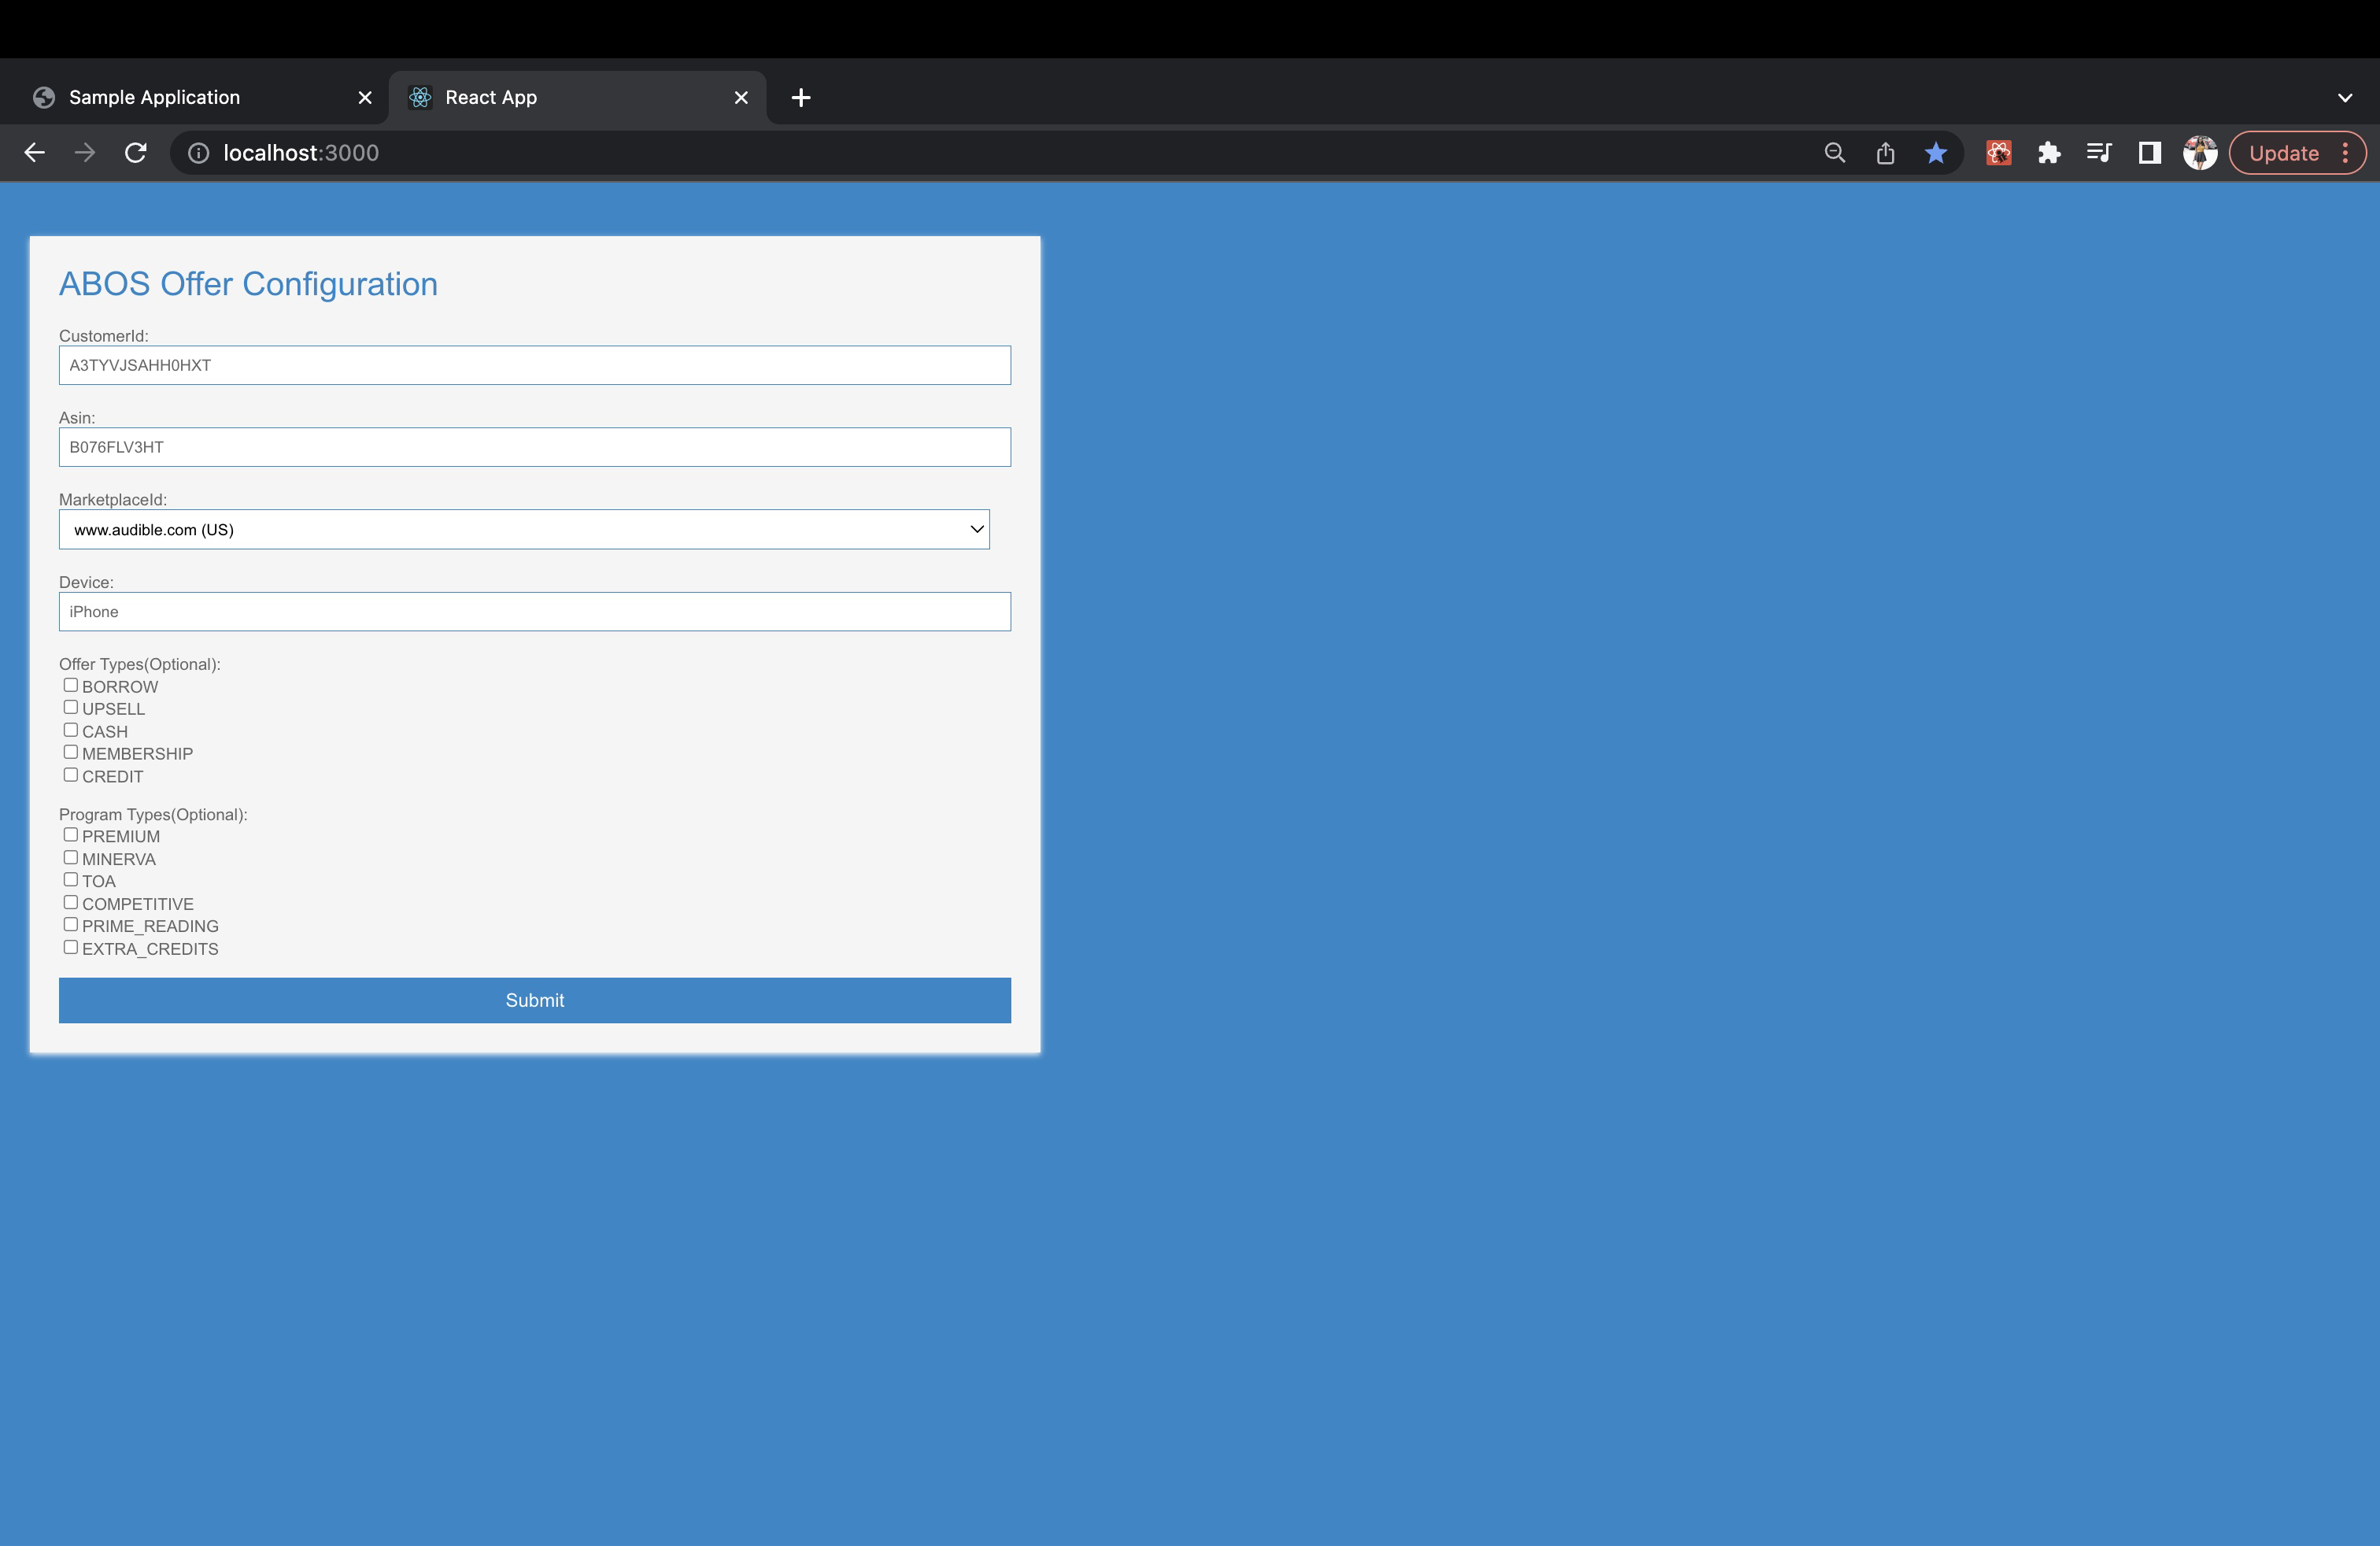 Sample Application
React App
localhost:3000
Update
ABOS Offer Configuration
CustomerId:
A3TYVJSAHH0HXT
Asin:
B076FLV3HT
MarketplaceId:
www.audible.com (US)
Device:
iPhone
Offer Types(Optional):
BORROW
UPSELL
CASH
MEMBERSHIP
CREDIT
Program Types(Optional):
PREMIUM
MINERVA
TOA
COMPETITIVE
PRIME_READING
EXTRA_CREDITS
Submit